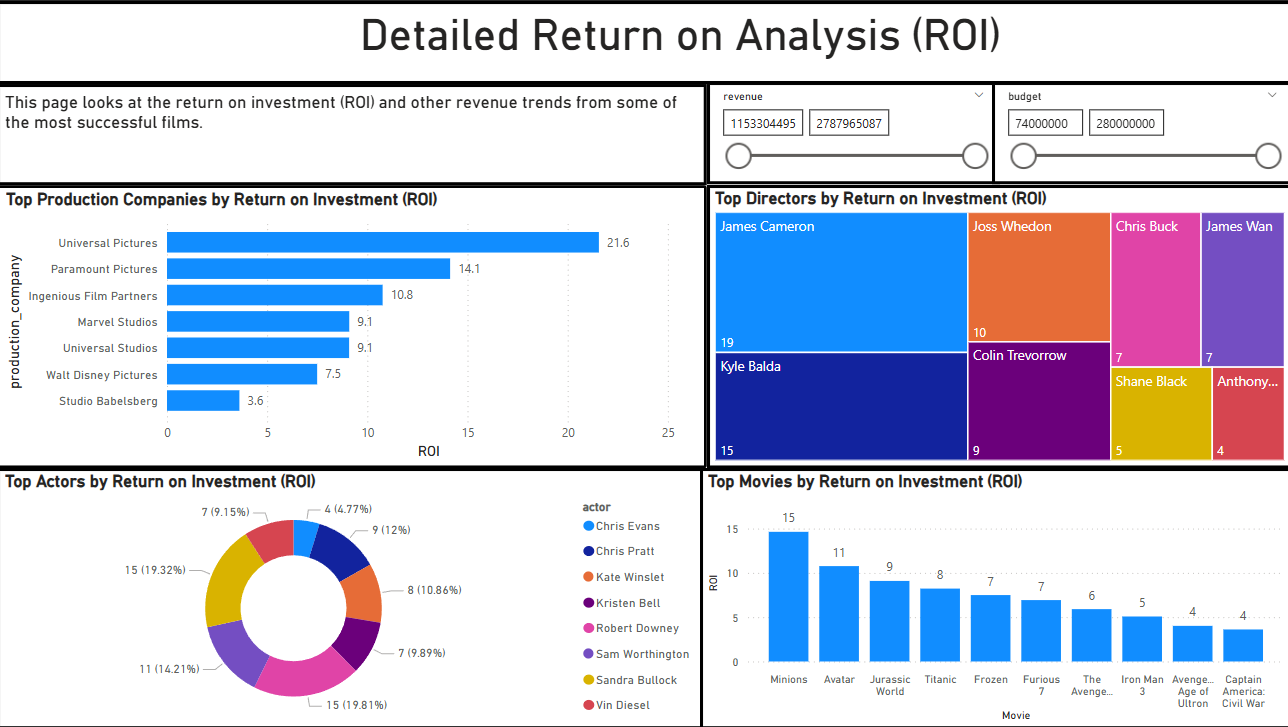 Detailed Return on Analysis (ROI)
This page looks at the return on investment (ROI) and other revenue trends from some of
the most successful films.
revenue
1153304495 2787965087
budget
74000000 280000000
Top Production Companies by Return on Investment (ROI)
production_company
Universal Pictures 21.6
Paramount Pictures 14.1
Ingenious Film Partners 10.8
Marvel Studios 9.1
Universal Studios 9.1
Walt Disney Pictures 7.5
Studio Babelsberg 3.6
0 5 10 15 20 25
ROI
Top Directors by Return on Investment (ROI)
James Cameron
19
Kyle Balda
15
Joss Whedon
10
Colin Trevorrow
9
Chris Buck
7
James Wan
7
Shane Black
5
Anthony...
4
Top Actors by Return on Investment (ROI)
4 (4.77%)
9 (12%)
8 (10.86%)
7 (9.89%)
15 (19.81%)
11 (14.21%)
15 (19.32%)
7 (9.15%)
actor
Chris Evans
Chris Pratt
Kate Winslet
Kristen Bell
Robert Downey
Sam Worthington
Sandra Bullock
Vin Diesel
Top Movies by Return on Investment (ROI)
ROI
15
10
5
0
15 11 9 8 7 7 6 5 4 4
Minions
Avatar
Jurassic
World
Titanic
Frozen
Furious
7
The
Avenge...
Iron Man
3
Avenge...
Age of
Ultron
Captain
America:
Civil War
Movie